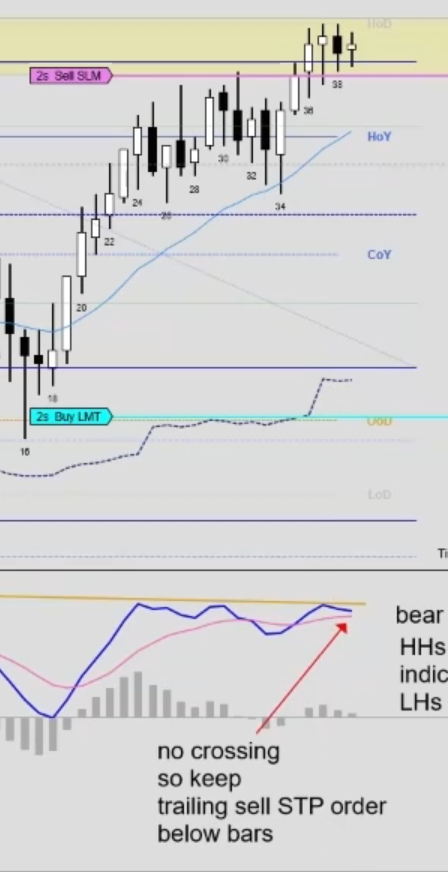 HoD
2s Sell SLM
38
36
HoY
30
32
28
24
26
34
22
CoY
20
18
2s Buy LMT
OoD
16
LoD
bear
HHs
indic
LHs
no crossing
so keep
trailing sell STP order
below bars